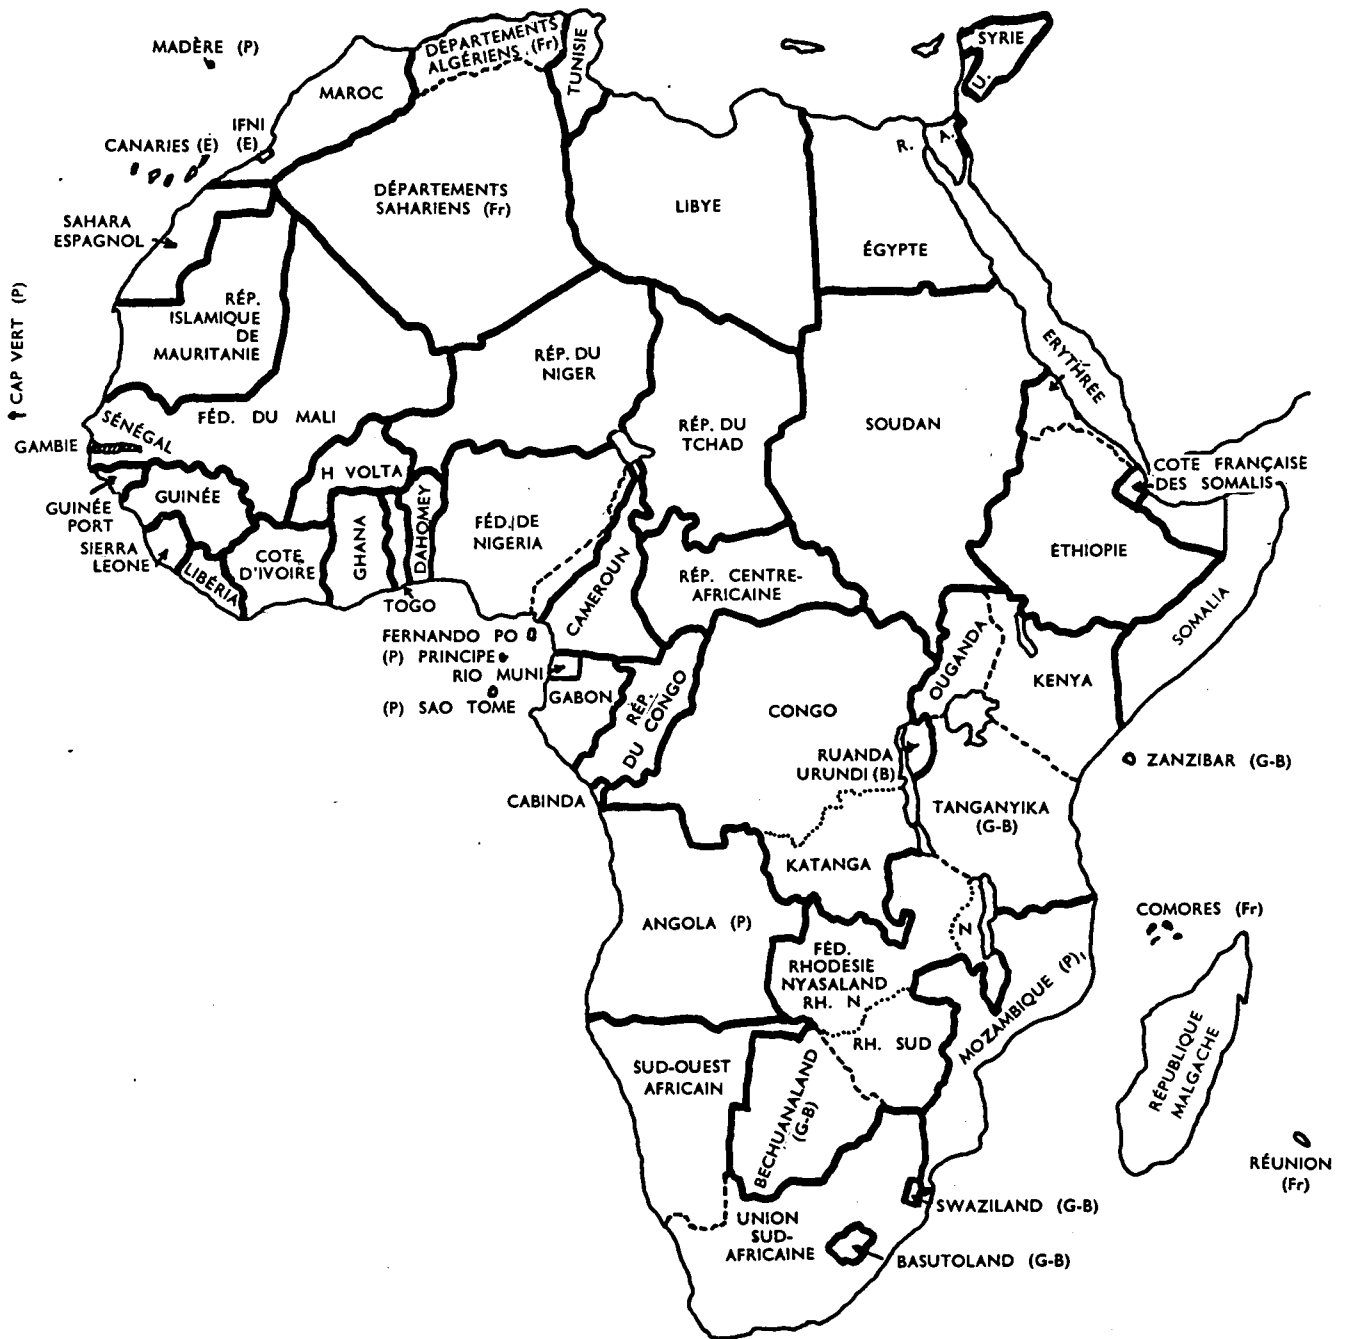 MADÈRE (P)
DÉPARTEMENTS
ALGÉRIENS (Fr)
TUNISIE
SYRIE
U.
R.
A.
MAROC
IFNI
(E)
CANARIES (E)
DÉPARTEMENTS
SAHARIENS (Fr)
LIBYE
ÉGYPTE
SAHARA
ESPAGNOL
CAP VERT (P)
RÉP.
ISLAMIQUE
DE
MAURITANIE
RÉP. DU
NIGER
ERYTHRÉE
SÉNÉGAL
FÉD. DU MALI
RÉP. DU
TCHAD
SOUDAN
GAMBIE
H VOLTA
COTE FRANÇAISE
DES SOMALIS
GUINÉE
PORT
GUINÉE
SIERRA
LEONE
LIBÉRIA
COTE
D'IVOIRE
GHANA
DAHOMEY
TOGO
FÉD. DE
NIGERIA
CAMEROUN
RÉP. CENTRE-
AFRICAINE
ÉTHIOPIE
SOMALIA
FERNANDO PO
(P) PRINCIPE
RIO MUNI
(P) SAO TOME
GABON
RÉP.
DU CONGO
CONGO
OUGANDA
KENYA
RUANDA
URUNDI (B)
ZANZIBAR (G-B)
CABINDA
TANGANYIKA
(G-B)
KATANGA
ANGOLA (P)
FÉD.
RHODESIE
NYASALAND
RH. N
N
COMORES (Fr)
MOZAMBIQUE (P)
RH. SUD
SUD-OUEST
AFRICAIN
BECHUANALAND
(G-B)
RÉPUBLIQUE
MALGACHE
RÉUNION
(Fr)
SWAZILAND (G-B)
UNION
SUD-
AFRICAINE
BASUTOLAND (G-B)